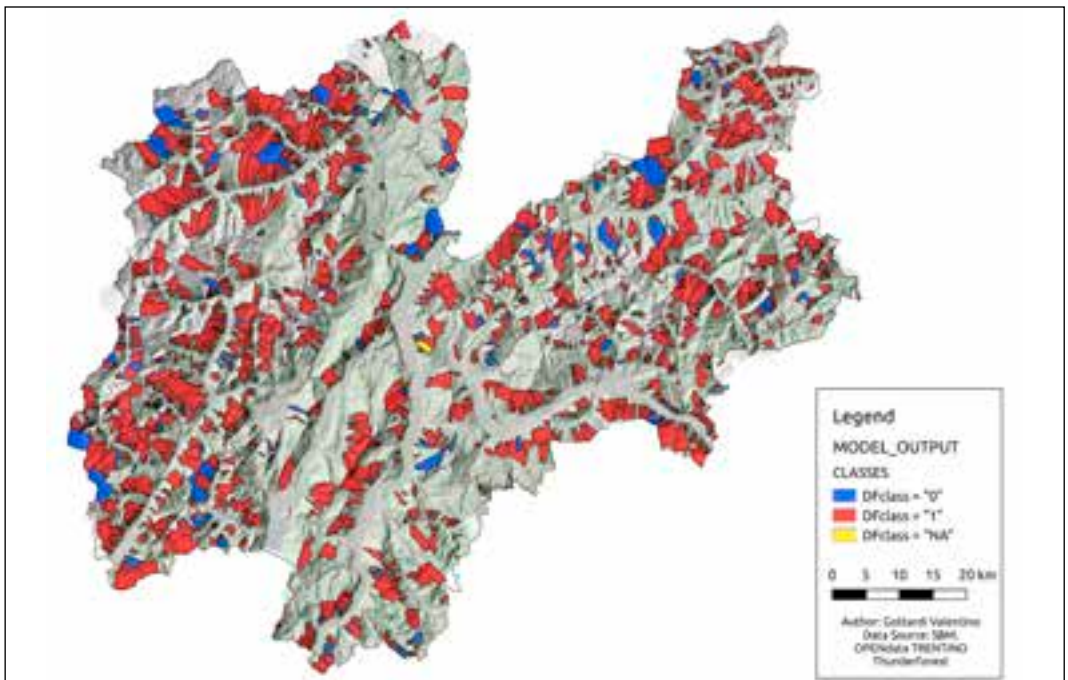 Legend
MODEL_OUTPUT
CLASSES
DFclass = "0"
DFclass = "1"
DFclass = "NA"
0 5 10 15 20 km
Author: Gottardi Valentino
Data Source: SBM,
OPENdata TRENTINO
ThunderForest